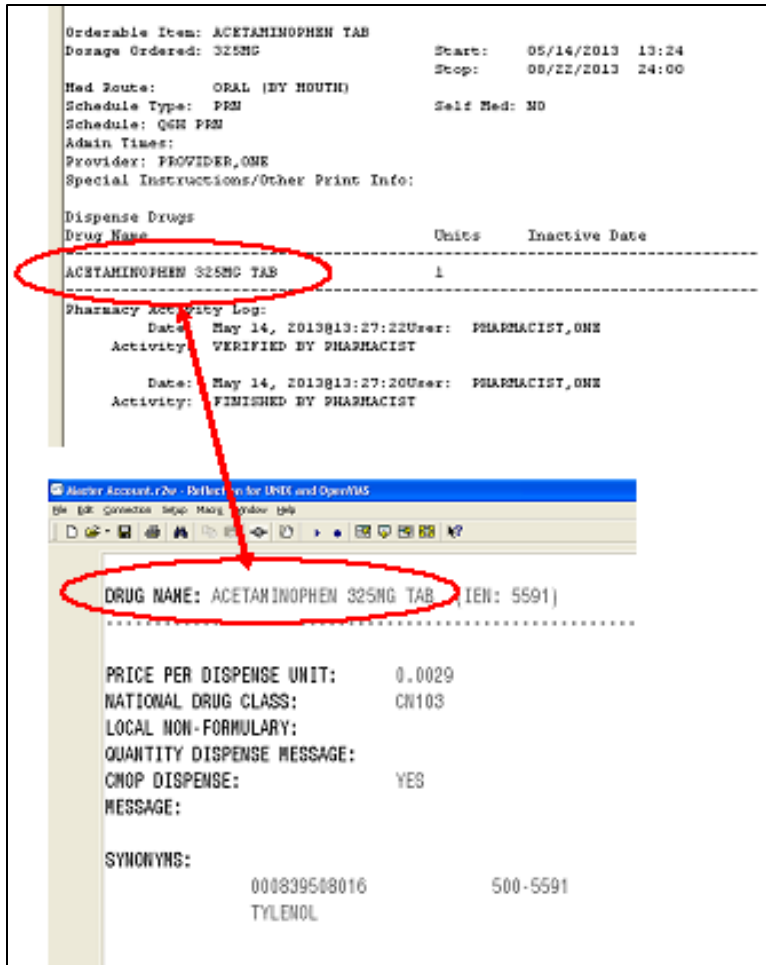 Orderable Item: ACETAMINOPHEN TAB
Dosage Ordered: 325MG Start: 05/14/2013 13:24
Stop: 08/22/2013 24:00
Med Route: ORAL (BY MOUTH)
Schedule Type: PRN Self Med: NO
Schedule: Q6H PRN
Admin Times:
Provider: PROVIDER,ONE
Special Instructions/Other Print Info:
Dispense Drugs
Drug Name Units Inactive Date
ACETAMINOPHEN 325MG TAB 1
Pharmacy Activity Log:
Date: May 14, 2013@13:27:22User: PHARMACIST,ONE
Activity: VERIFIED BY PHARMACIST
Date: May 14, 2013@13:27:20User: PHARMACIST,ONE
Activity: FINISHED BY PHARMACIST
Account.r2w - Reflection for UNIX and OpenVMS
File Edit Connection Setup Macro Window Help
DRUG NAME: ACETAMINOPHEN 325MG TAB (IEN: 5591)
PRICE PER DISPENSE UNIT: 0.0029
NATIONAL DRUG CLASS: CN103
LOCAL NON-FORMULARY:
QUANTITY DISPENSE MESSAGE:
CMOP DISPENSE: YES
MESSAGE:
SYNONYMS:
000839508016 500-5591
TYLENOL